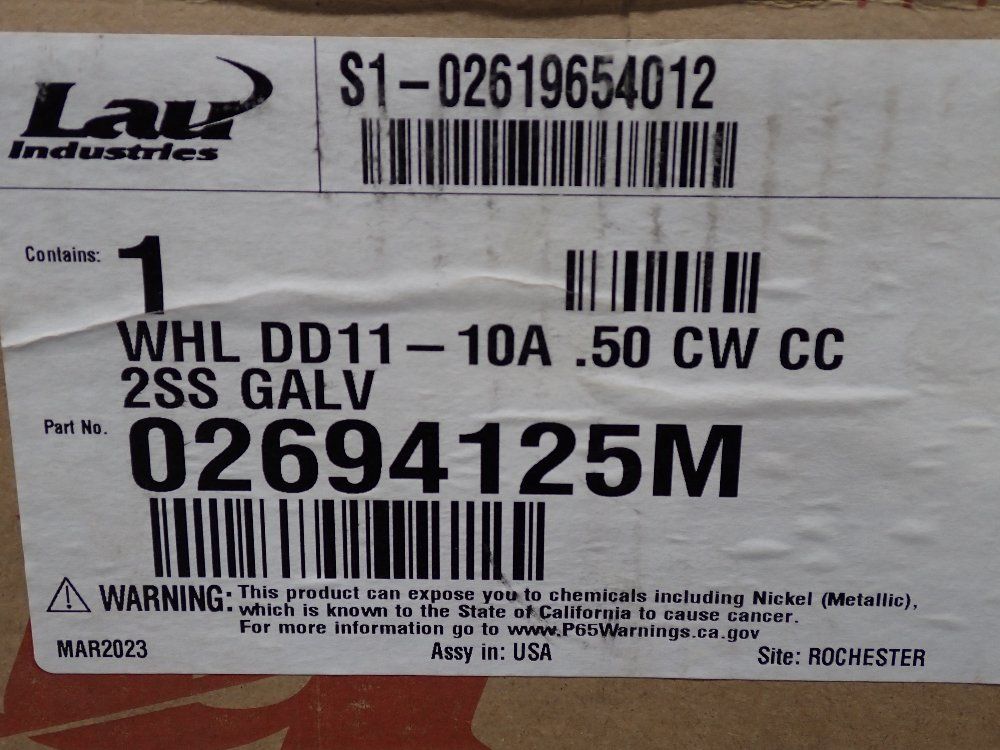 Lau
Industries
S1-02619654012
Contains: 1
WHL DD11-10A .50 CW CC
2SS GALV
Part No. 02694125M
WARNING: This product can expose you to chemicals including Nickel (Metallic),
which is known to the State of California to cause cancer.
For more information go to www.P65Warnings.ca.gov
MAR2023 Assy in: USA Site: ROCHESTER